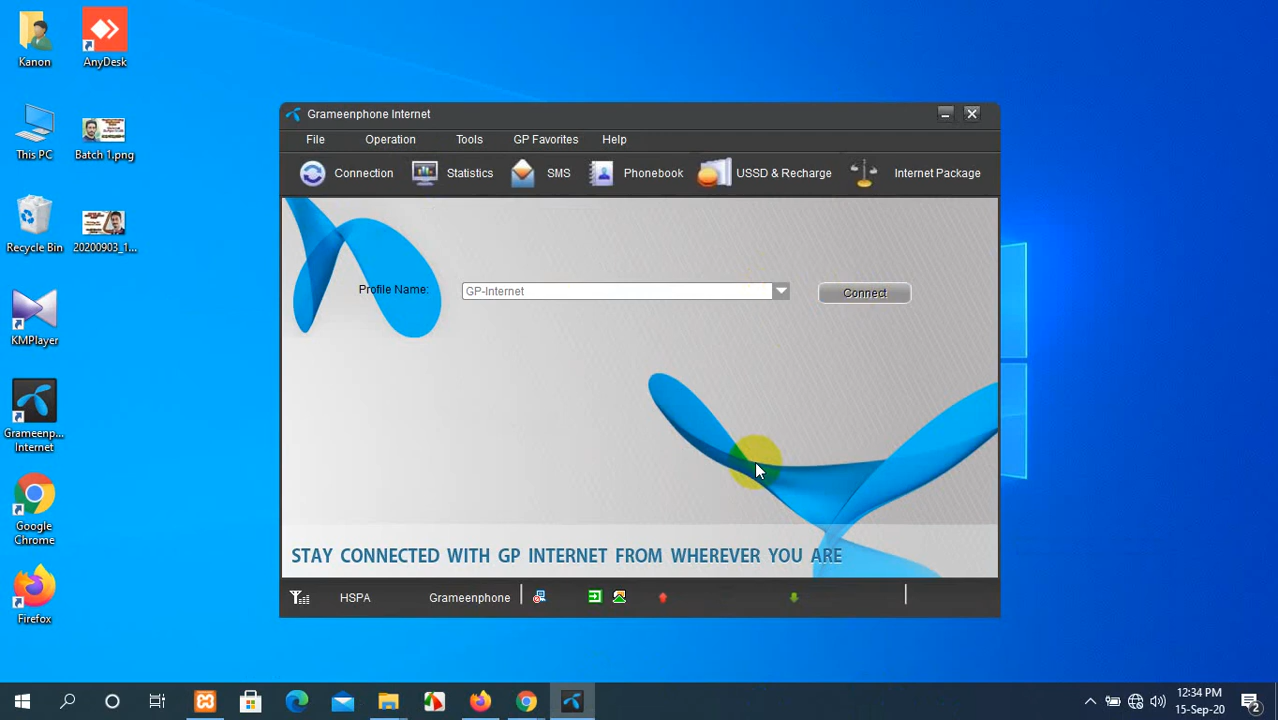 Kanon
AnyDesk
This PC
Batch 1.png
Recycle Bin
20200903_1...
KMPlayer
Grameenp...
Internet
Google
Chrome
Firefox
Grameenphone Internet
File Operation Tools GP Favorites Help
Connection Statistics SMS Phonebook USSD & Recharge Internet Package
Profile Name: GP-Internet Connect
STAY CONNECTED WITH GP INTERNET FROM WHEREVER YOU ARE
HSPA Grameenphone
12:34 PM
15-Sep-20
2